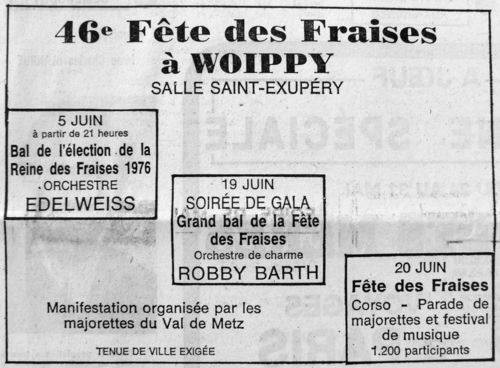 46e Fête des Fraises
à WOIPPY
SALLE SAINT-EXUPÉRY
5 JUIN
à partir de 21 heures
Bal de l'élection de la
Reine des Fraises 1976
ORCHESTRE
EDELWEISS
19 JUIN
SOIRÉE DE GALA
Grand bal de la Fête
des Fraises
Orchestre de charme
ROBBY BARTH
20 JUIN
Fête des Fraises
Corso - Parade de
majorettes et festival
de musique
1.200 participants
Manifestation organisée par les
majorettes du Val de Metz
TENUE DE VILLE EXIGÉE